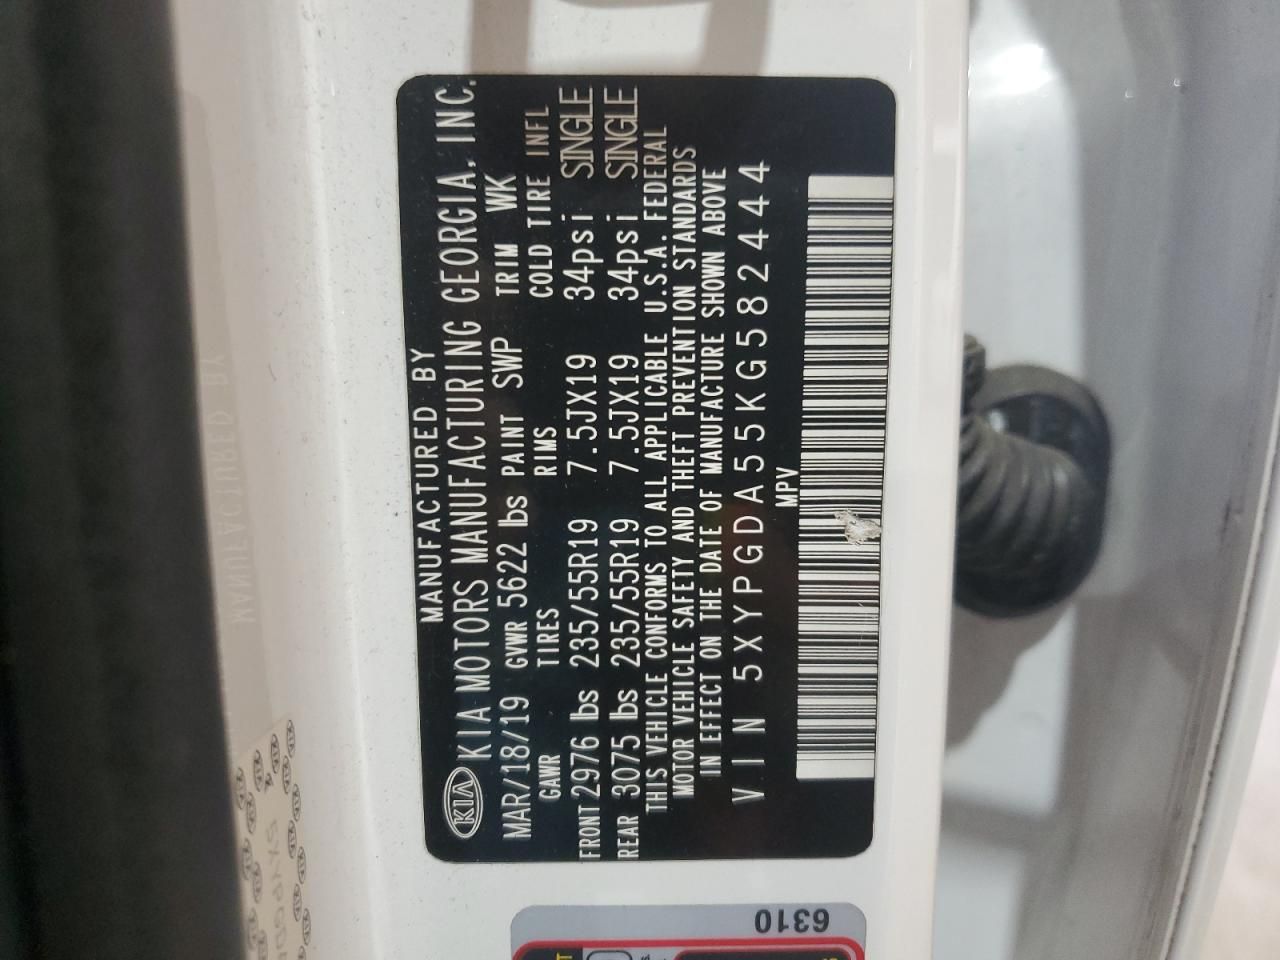 MANUFACTURED BY
KIA KIA MOTORS MANUFACTURING GEORGIA, INC.
MAR/18/19 GVWR 5622 lbs PAINT SWP TRIM WK
GAWR TIRES RIMS COLD TIRE INFL
FRONT 2976 lbs 235/55R19 7.5JX19 34psi SINGLE
REAR 3075 lbs 235/55R19 7.5JX19 34psi SINGLE
THIS VEHICLE CONFORMS TO ALL APPLICABLE U.S.A. FEDERAL
MOTOR VEHICLE SAFETY AND THEFT PREVENTION STANDARDS
IN EFFECT ON THE DATE OF MANUFACTURE SHOWN ABOVE
VIN 5XYPGDA55KG582444
MPV
6310
MANUFACTURED BY